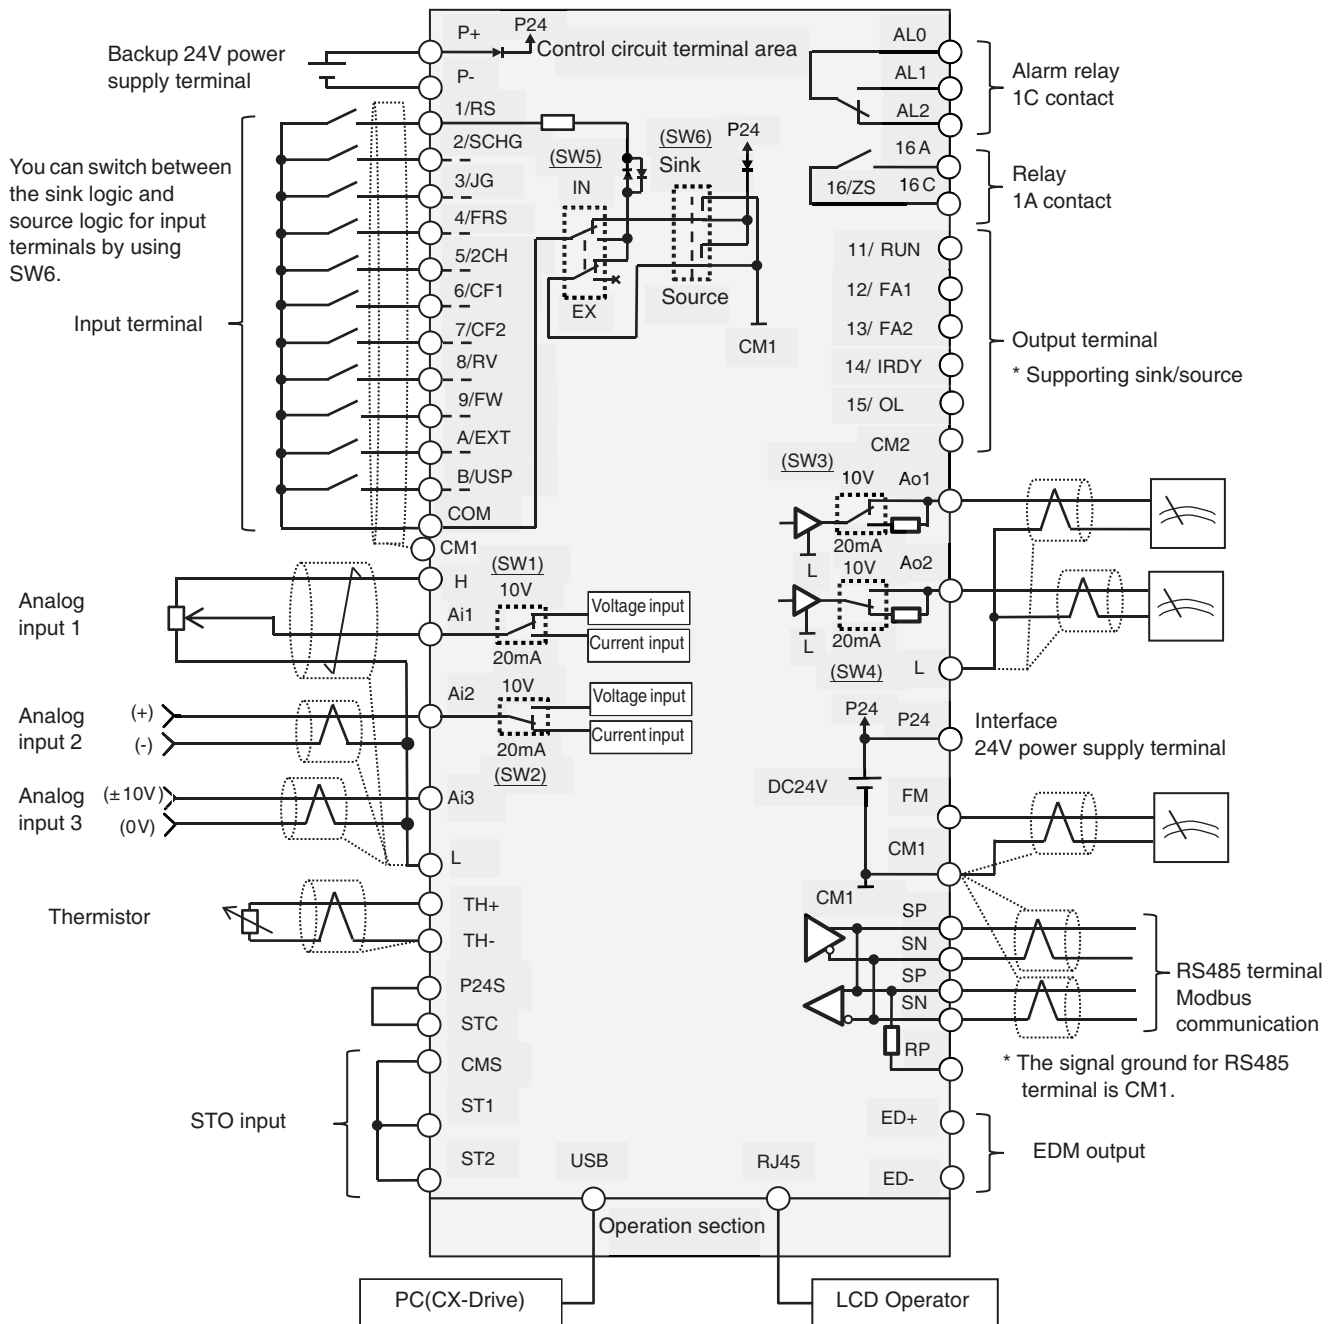 P+
P24
Control circuit terminal area
AL0
Backup 24V power
supply terminal
P-
AL1
AL2
Alarm relay
1C contact
1/RS
2/SCHG
3/JG
4/FRS
5/2CH
6/CF1
7/CF2
8/RV
9/FW
A/EXT
B/USP
COM
CM1
You can switch between
the sink logic and
source logic for input
terminals by using
SW6.
Input terminal
(SW5)
IN
EX
(SW6)
Sink
Source
P24
CM1
16 A
16/ZS
16 C
Relay
1A contact
11/ RUN
12/ FA1
13/ FA2
14/ IRDY
15/ OL
CM2
Output terminal
* Supporting sink/source
(SW3)
10V
Ao1
20mA
L
10V
Ao2
20mA
L
(SW4)
L
H
Analog
input 1
Ai1
(SW1)
10V
20mA
Voltage input
Current input
Analog
input 2
(+)
(-)
Ai2
10V
20mA
(SW2)
Voltage input
Current input
Analog
input 3
(±10V)
(0V)
Ai3
L
P24
P24
Interface
24V power supply terminal
DC24V
FM
CM1
CM1
Thermistor
TH+
TH-
P24S
STC
CMS
ST1
ST2
STO input
SP
SN
SP
SN
RP
RS485 terminal
Modbus
communication
* The signal ground for RS485
terminal is CM1.
ED+
ED-
EDM output
USB
RJ45
Operation section
PC(CX-Drive)
LCD Operator